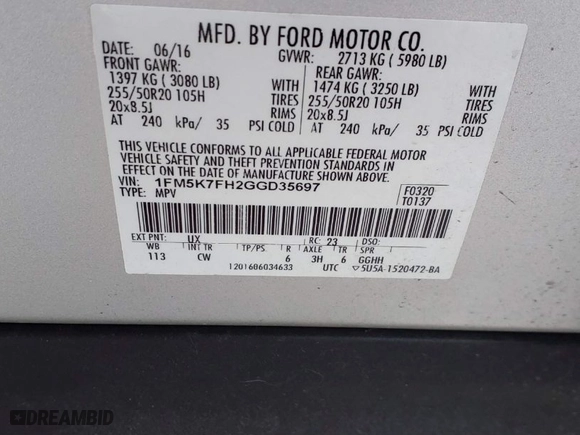 MFD. BY FORD MOTOR CO.
DATE: 06/16 GVWR: 2713 KG ( 5980 LB)
FRONT GAWR: REAR GAWR:
1397 KG ( 3080 LB) 1474 KG ( 3250 LB)
255/50R20 105H TIRES 255/50R20 105H TIRES
20x8.5J RIMS 20x8.5J RIMS
AT 240 kPa/ 35 PSI COLD AT 240 kPa/ 35 PSI COLD
THIS VEHICLE CONFORMS TO ALL APPLICABLE FEDERAL MOTOR
VEHICLE SAFETY AND THEFT PREVENTION STANDARDS IN
EFFECT ON THE DATE OF MANUFACTURE SHOWN ABOVE.
VIN: 1FM5K7FH2GGD35697 F0320
TYPE: MPV T0137
EXT PNT: UX RC: 23 DSO:
WB INT TR TP/PS R AXLE TR SPR
113 CW 6 3H 6 GGHH
1201606034633 UTC ▽5U5A-1520472-BA
DREAMBID